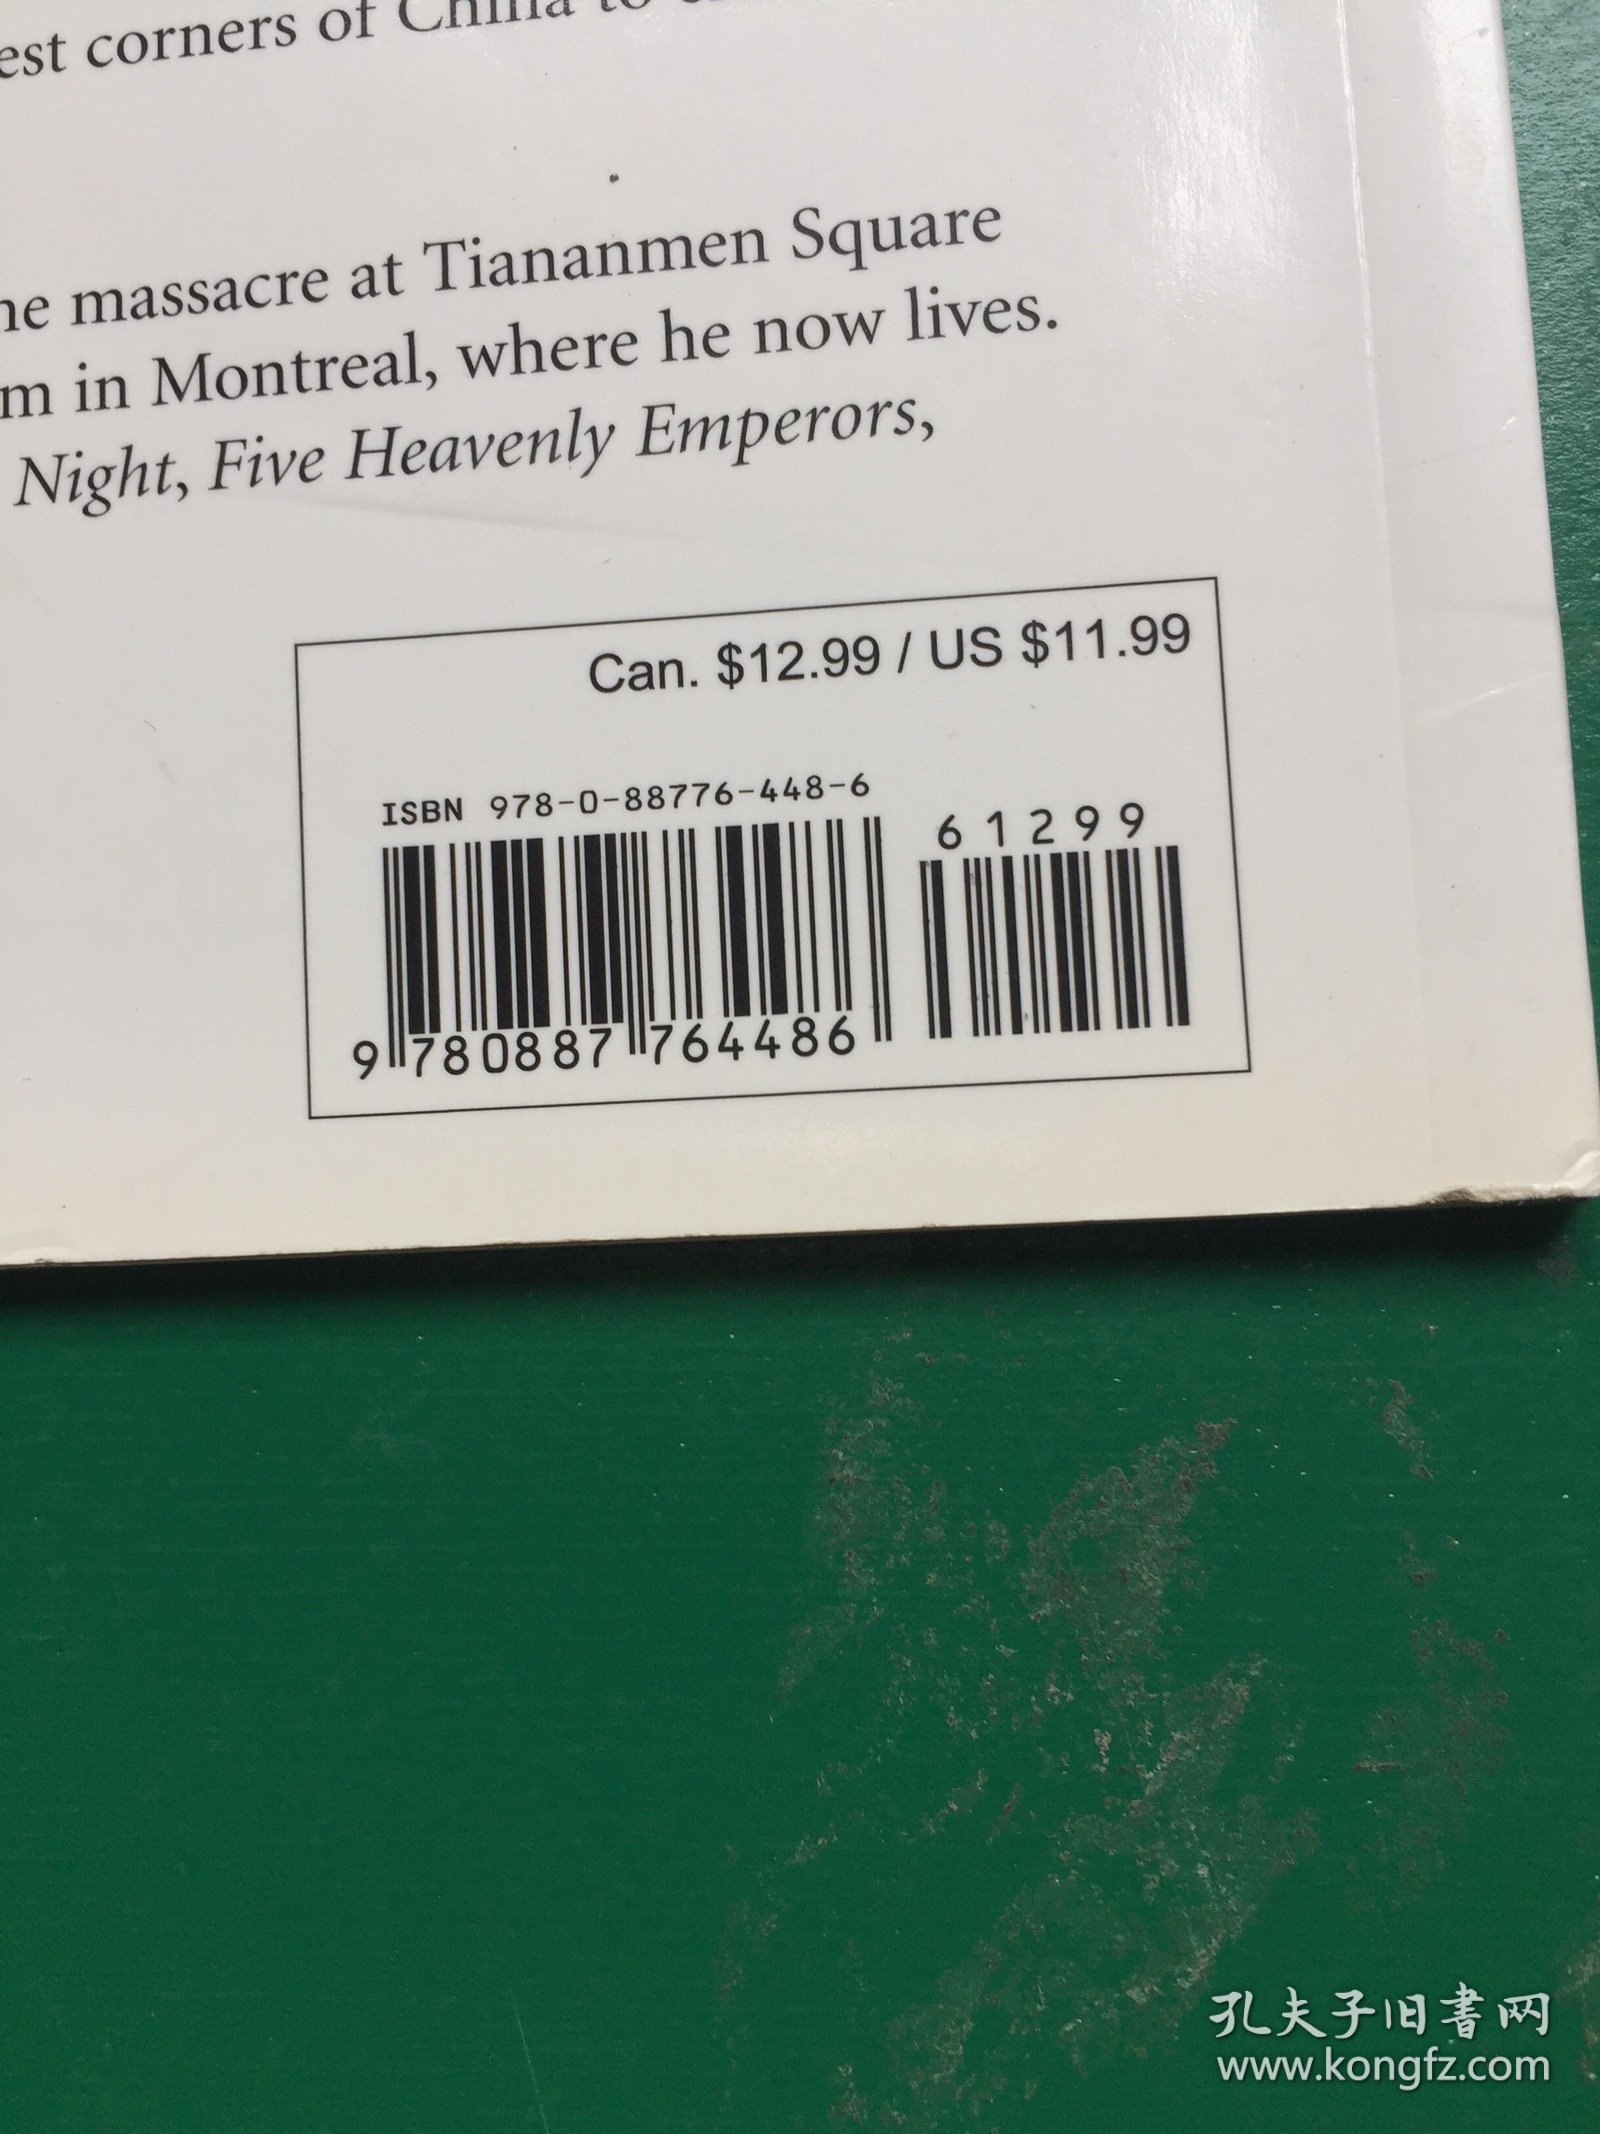 corners of China to
massacre at Tiananmen Square
in Montreal, where he now lives.
Night, Five Heavenly Emperors,
Can. $12.99 / US $11.99
ISBN 978-0-88776-448-6
61299
9 780887 764486
孔夫子旧书网
www.kongfz.com